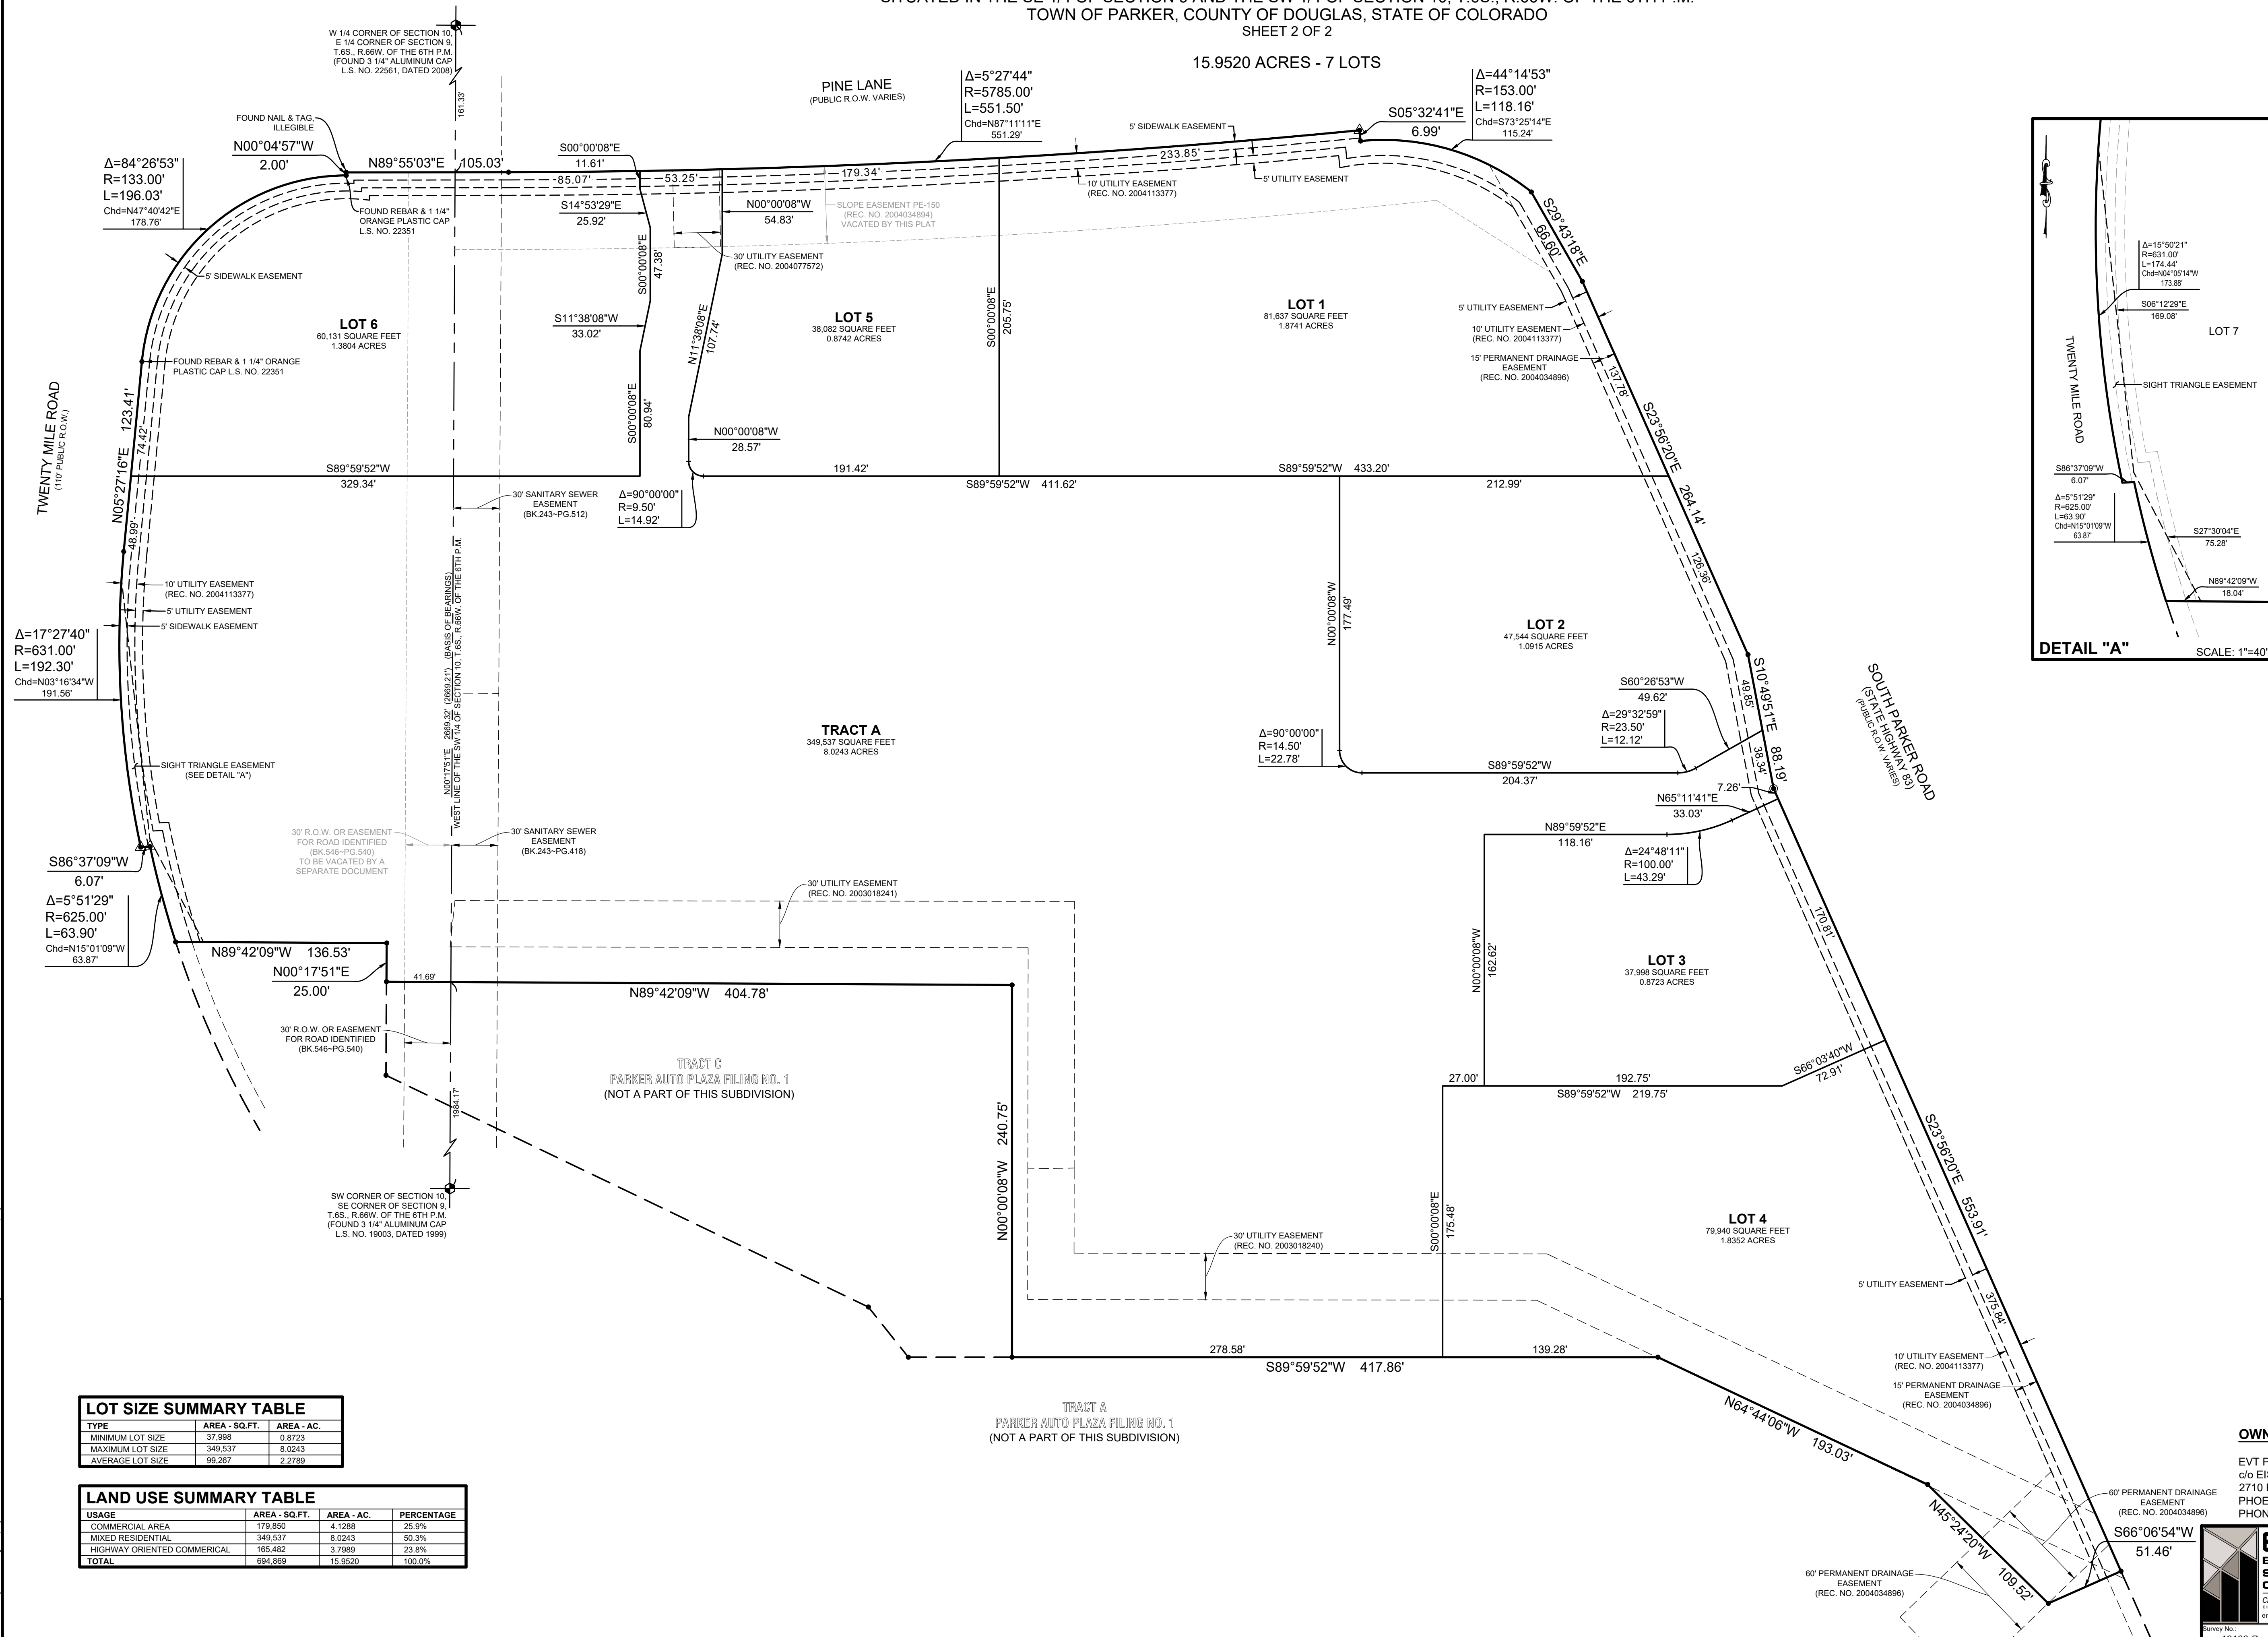 TOWN OF PARKER, COUNTY OF DOUGLAS, STATE OF COLORADO
SHEET 2 OF 2
15.9520 ACRES - 7 LOTS
W 1/4 CORNER OF SECTION 10,
E 1/4 CORNER OF SECTION 9,
T.6S., R.66W. OF THE 6TH P.M.
(FOUND 3 1/4" ALUMINUM CAP
L.S. NO. 22561, DATED 2008)
161.33'
PINE LANE
(PUBLIC R.O.W. VARIES)
Δ=5°27'44"
R=5785.00'
L=551.50'
Chd=N87°11'11"E
551.29'
Δ=44°14'53"
R=153.00'
L=118.16'
Chd=S73°25'14"E
115.24'
S05°32'41"E
6.99'
5' SIDEWALK EASEMENT
FOUND NAIL & TAG,
ILLEGIBLE
N00°04'57"W
2.00'
N89°55'03"E 105.03'
S00°00'08"E
11.61'
Δ=84°26'53"
R=133.00'
L=196.03'
Chd=N47°40'42"E
178.76'
85.07'
53.25'
179.34'
233.85'
10' UTILITY EASEMENT
(REC. NO. 2004113377)
5' UTILITY EASEMENT
FOUND REBAR & 1 1/4"
ORANGE PLASTIC CAP
L.S. NO. 22351
S14°53'29"E
25.92'
N00°00'08"W
54.83'
SLOPE EASEMENT PE-150
(REC. NO. 2004034894)
VACATED BY THIS PLAT
S29°43'18"E
66.60'
5' SIDEWALK EASEMENT
S00°00'08"E
47.38'
30' UTILITY EASEMENT
(REC. NO. 2004077572)
LOT 6
60,131 SQUARE FEET
1.3804 ACRES
S11°38'08"W
33.02'
N11°38'08"E
107.74'
LOT 5
38,082 SQUARE FEET
0.8742 ACRES
S00°00'08"E
205.75'
LOT 1
81,637 SQUARE FEET
1.8741 ACRES
5' UTILITY EASEMENT
10' UTILITY EASEMENT
(REC. NO. 2004113377)
15' PERMANENT DRAINAGE
EASEMENT
(REC. NO. 2004034896)
137.78'
FOUND REBAR & 1 1/4" ORANGE
PLASTIC CAP L.S. NO. 22351
TWENTY MILE ROAD
(110' PUBLIC R.O.W.)
N05°27'16"E 123.41'
74.42'
48.99'
S00°00'08"E
80.94'
N00°00'08"W
28.57'
S23°56'20"E 264.14'
S89°59'52"W
329.34'
191.42'
S89°59'52"W 411.62'
S89°59'52"W 433.20'
212.99'
30' SANITARY SEWER
EASEMENT
(BK.243~PG.512)
Δ=90°00'00"
R=9.50'
L=14.92'
126.36'
10' UTILITY EASEMENT
(REC. NO. 2004113377)
5' UTILITY EASEMENT
5' SIDEWALK EASEMENT
N00°17'51"E 2669.32' (2669.21') (BASIS OF BEARINGS)
WEST LINE OF THE SW 1/4 OF SECTION 10, T.6S., R.66W. OF THE 6TH P.M.
N00°00'08"W
177.49'
LOT 2
47,544 SQUARE FEET
1.0915 ACRES
Δ=17°27'40"
R=631.00'
L=192.30'
Chd=N03°16'34"W
191.56'
S60°26'53"W
49.62'
Δ=29°32'59"
R=23.50'
L=12.12'
49.85'
S10°49'51"E 88.19'
38.34'
SOUTH PARKER ROAD
(STATE HIGHWAY 83)
(PUBLIC R.O.W. VARIES)
TRACT A
349,537 SQUARE FEET
8.0243 ACRES
Δ=90°00'00"
R=14.50'
L=22.78'
S89°59'52"W
204.37'
SIGHT TRIANGLE EASEMENT
(SEE DETAIL "A")
7.26'
N65°11'41"E
33.03'
30' R.O.W. OR EASEMENT
FOR ROAD IDENTIFIED
(BK.546~PG.540)
TO BE VACATED BY A
SEPARATE DOCUMENT
30' SANITARY SEWER
EASEMENT
(BK.243~PG.418)
N89°59'52"E
118.16'
Δ=24°48'11"
R=100.00'
L=43.29'
S86°37'09"W
6.07'
Δ=5°51'29"
R=625.00'
L=63.90'
Chd=N15°01'09"W
63.87'
30' UTILITY EASEMENT
(REC. NO. 2003018241)
170.81'
N89°42'09"W 136.53'
N00°17'51"E
25.00'
41.69'
N89°42'09"W 404.78'
N00°00'08"W
162.62'
LOT 3
37,998 SQUARE FEET
0.8723 ACRES
30' R.O.W. OR EASEMENT
FOR ROAD IDENTIFIED
(BK.546~PG.540)
TRACT C
PARKER AUTO PLAZA FILING NO. 1
(NOT A PART OF THIS SUBDIVISION)
1984.17'
S66°03'40"W
72.91'
27.00'
192.75'
S89°59'52"W 219.75'
N00°00'08"W 240.75'
S23°56'20"E 553.91'
SW CORNER OF SECTION 10,
SE CORNER OF SECTION 9,
T.6S., R.66W. OF THE 6TH P.M.
(FOUND 3 1/4" ALUMINUM CAP
L.S. NO. 19003, DATED 1999)
30' UTILITY EASEMENT
(REC. NO. 2003018240)
S00°00'08"E
175.48'
LOT 4
79,940 SQUARE FEET
1.8352 ACRES
5' UTILITY EASEMENT
375.84'
278.58'
S89°59'52"W 417.86'
139.28'
10' UTILITY EASEMENT
(REC. NO. 2004113377)
15' PERMANENT DRAINAGE
EASEMENT
(REC. NO. 2004034896)
TRACT A
PARKER AUTO PLAZA FILING NO. 1
(NOT A PART OF THIS SUBDIVISION)
N64°44'06"W 193.03'
N45°24'20"W 109.52'
60' PERMANENT DRAINAGE
EASEMENT
(REC. NO. 2004034896)
S66°06'54"W
51.46'
60' PERMANENT DRAINAGE
EASEMENT
(REC. NO. 2004034896)
LOT SIZE SUMMARY TABLE
TYPE AREA - SQ.FT. AREA - AC.
MINIMUM LOT SIZE 37,998 0.8723
MAXIMUM LOT SIZE 349,537 8.0243
AVERAGE LOT SIZE 99,267 2.2789
LAND USE SUMMARY TABLE
USAGE AREA - SQ.FT. AREA - AC. PERCENTAGE
COMMERCIAL AREA 179,850 4.1288 25.9%
MIXED RESIDENTIAL 349,537 8.0243 50.3%
HIGHWAY ORIENTED COMMERICAL 165,482 3.7989 23.8%
TOTAL 694,869 15.9520 100.0%
Δ=15°50'21"
R=631.00'
L=174.44'
Chd=N04°05'14"W
173.88'
S06°12'29"E
169.08'
LOT 7
TWENTY MILE ROAD
SIGHT TRIANGLE EASEMENT
S86°37'09"W
6.07'
Δ=5°51'29"
R=625.00'
L=63.90'
Chd=N15°01'09"W
63.87'
S27°30'04"E
75.28'
N89°42'09"W
18.04'
DETAIL "A"
SCALE: 1"=40'
OWN
EVT P
c/o EIS
2710 E
PHOE
PHON
Survey No.: